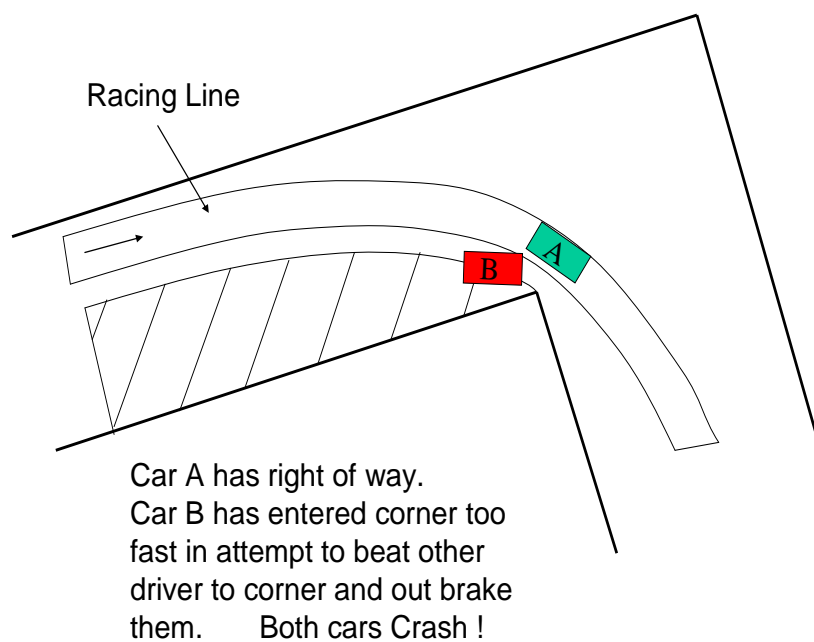 Racing Line
A
B
Car A has right of way.
Car B has entered corner too
fast in attempt to beat other
driver to corner and out brake
them. Both cars Crash !